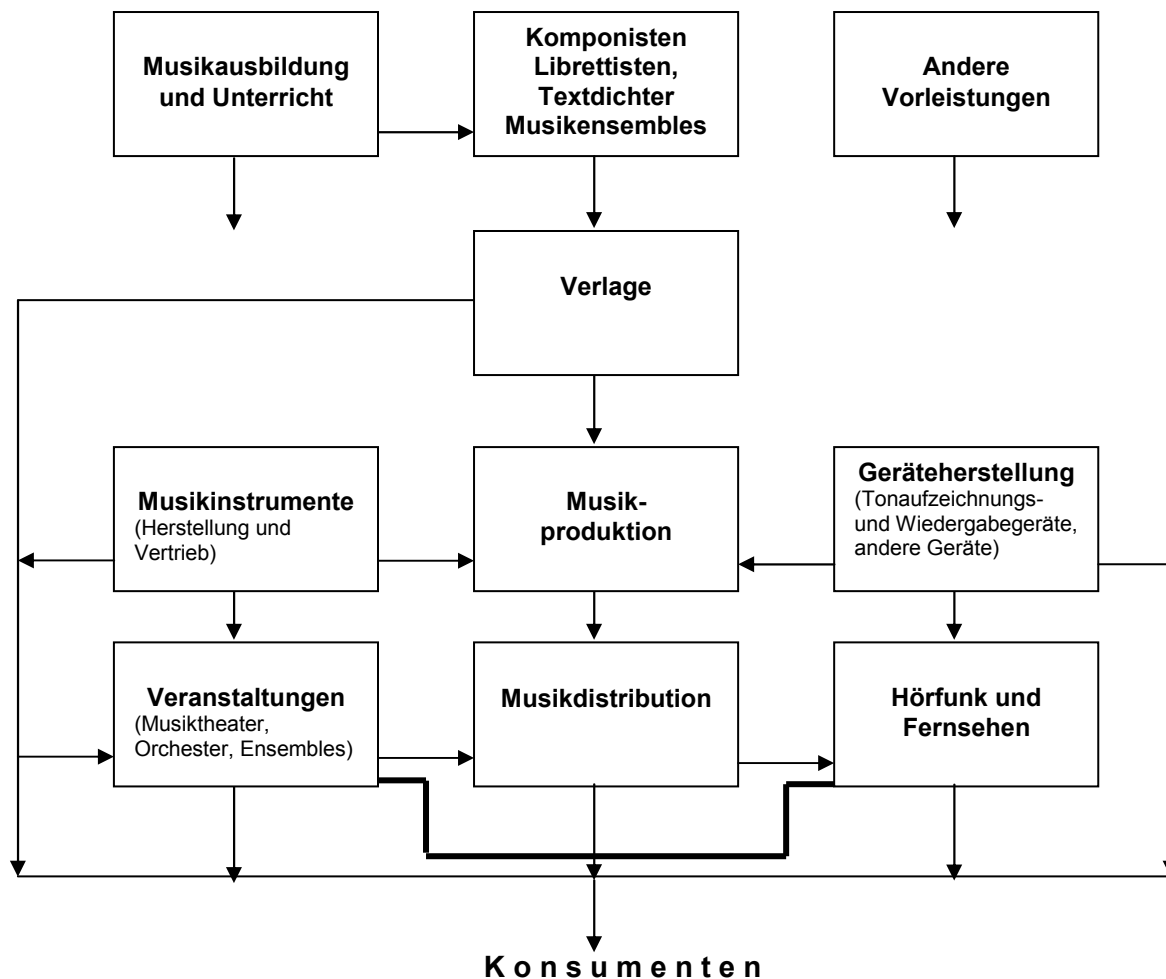 Musikausbildung
und Unterricht
Komponisten
Librettisten,
Textdichter
Musikensembles
Andere
Vorleistungen
Verlage
Musikinstrumente
(Herstellung und
Vertrieb)
Musik-
produktion
Geräteherstellung
(Tonaufzeichnungs-
und Wiedergabegeräte,
andere Geräte)
Veranstaltungen
(Musiktheater,
Orchester, Ensembles)
Musikdistribution
Hörfunk und
Fernsehen
K o n s u m e n t e n